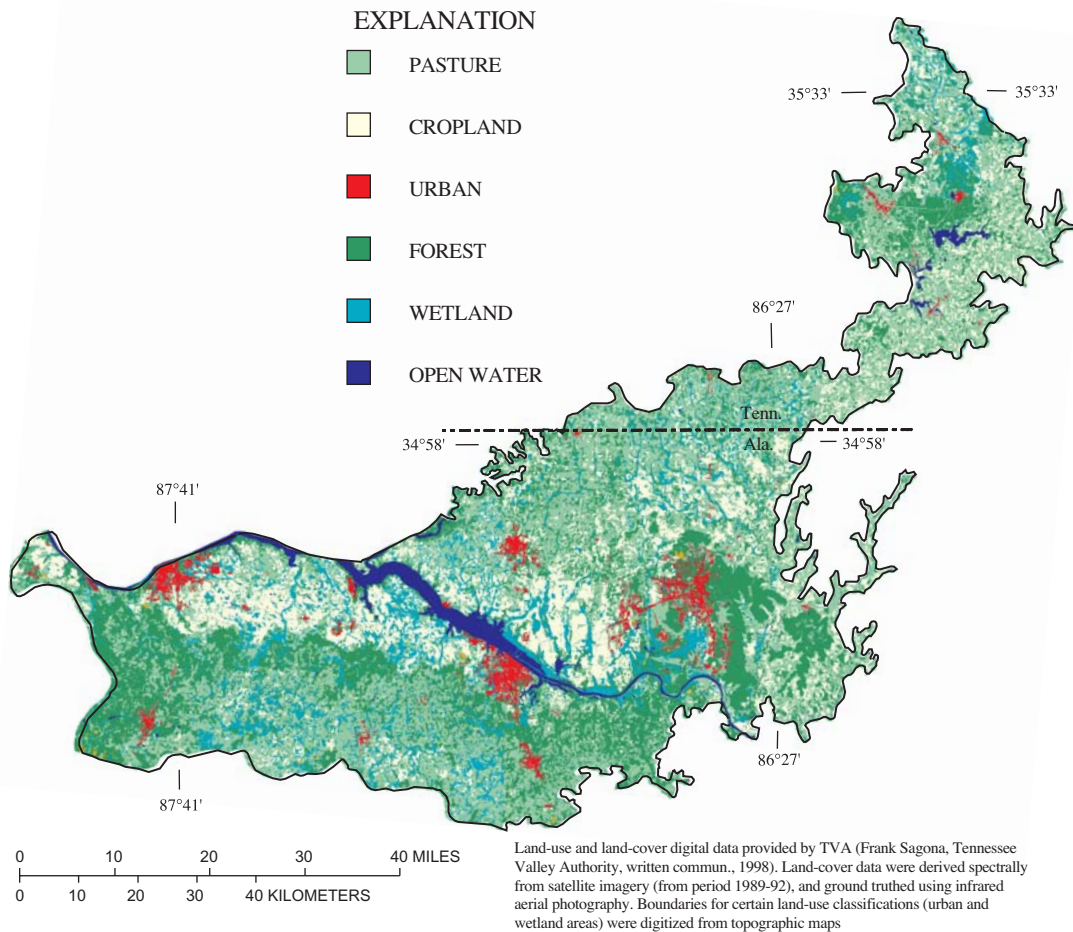 EXPLANATION
PASTURE
CROPLAND
URBAN
FOREST
WETLAND
OPEN WATER
35°33'
35°33'
86°27'
Tenn.
Ala.
34°58'
34°58'
87°41'
86°27'
87°41'
0 10 20 30 40 MILES
0 10 20 30 40 KILOMETERS
Land-use and land-cover digital data provided by TVA (Frank Sagona, Tennessee
Valley Authority, written commun., 1998). Land-cover data were derived spectrally
from satellite imagery (from period 1989-92), and ground truthed using infrared
aerial photography. Boundaries for certain land-use classifications (urban and
wetland areas) were digitized from topographic maps